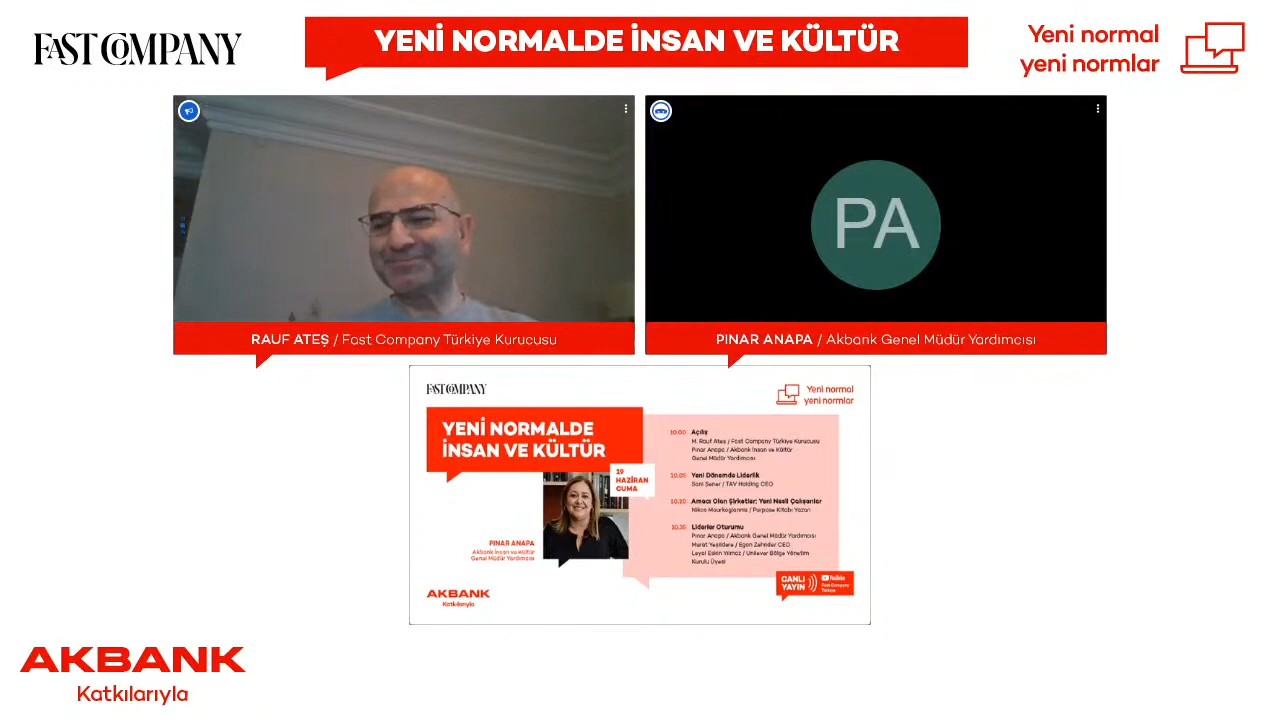 FAST COMPANY
YENİ NORMALDE İNSAN VE KÜLTÜR
Yeni normal
yeni normlar
PA
RAUF ATEŞ / Fast Company Türkiye Kurucusu
PINAR ANAPA / Akbank Genel Müdür Yardımcısı
FAST COMPANY
Yeni normal
yeni normlar
YENİ NORMALDE
İNSAN VE KÜLTÜR
19
HAZİRAN
CUMA
PINAR ANAPA
Akbank İnsan ve Kültür
Genel Müdür Yardımcısı
AKBANK
Katkılarıyla
10.00 Açılış
M. Rauf Ateş / Fast Company Türkiye Kurucusu
Pınar Anapa / Akbank İnsan ve Kültür
Genel Müdür Yardımcısı
10.05 Yeni Dönemde Liderlik
Sani Şener / TAV Holding CEO
10.20 Amacı Olan Şirketler; Yeni Nesil Çalışanlar
Nikos Mourkogiannis / Purpose Kitabı Yazarı
10.35 Liderler Oturumu
Pınar Anapa / Akbank Genel Müdür Yardımcısı
Murat Yeşildere / Egon Zehnder CEO
Leyal Eskin Yılmaz / Unilever Bölge Yönetim
Kurulu Üyesi
CANLI
YAYIN
YouTube
Fast Company
Türkiye
AKBANK
Katkılarıyla